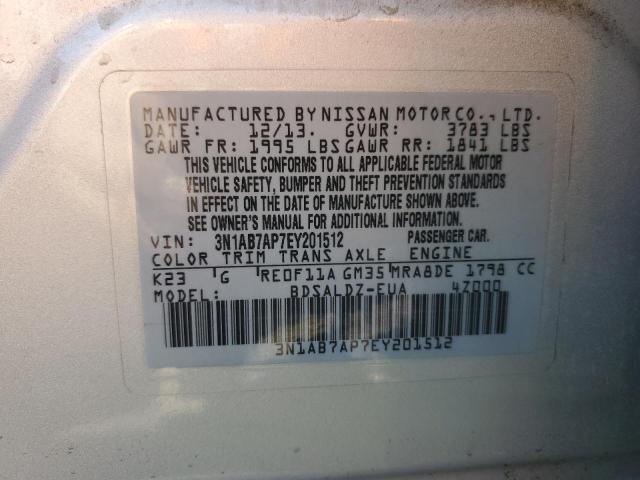 MANUFACTURED BY NISSAN MOTOR CO., LTD.
DATE: 12/13. GVWR: 3783 LBS
GAWR FR: 1995 LBS GAWR RR: 1841 LBS
THIS VEHICLE CONFORMS TO ALL APPLICABLE FEDERAL MOTOR
VEHICLE SAFETY, BUMPER AND THEFT PREVENTION STANDARDS
IN EFFECT ON THE DATE OF MANUFACTURE SHOWN ABOVE.
SEE OWNER'S MANUAL FOR ADDITIONAL INFORMATION.
VIN: 3N1AB7AP7EY201512 PASSENGER CAR.
COLOR TRIM TRANS AXLE ENGINE
K23 G RE0F11A GM35 MRA8DE 1798 CC
MODEL: BDSALDZ-EUA 4Z000
3N1AB7AP7EY201512